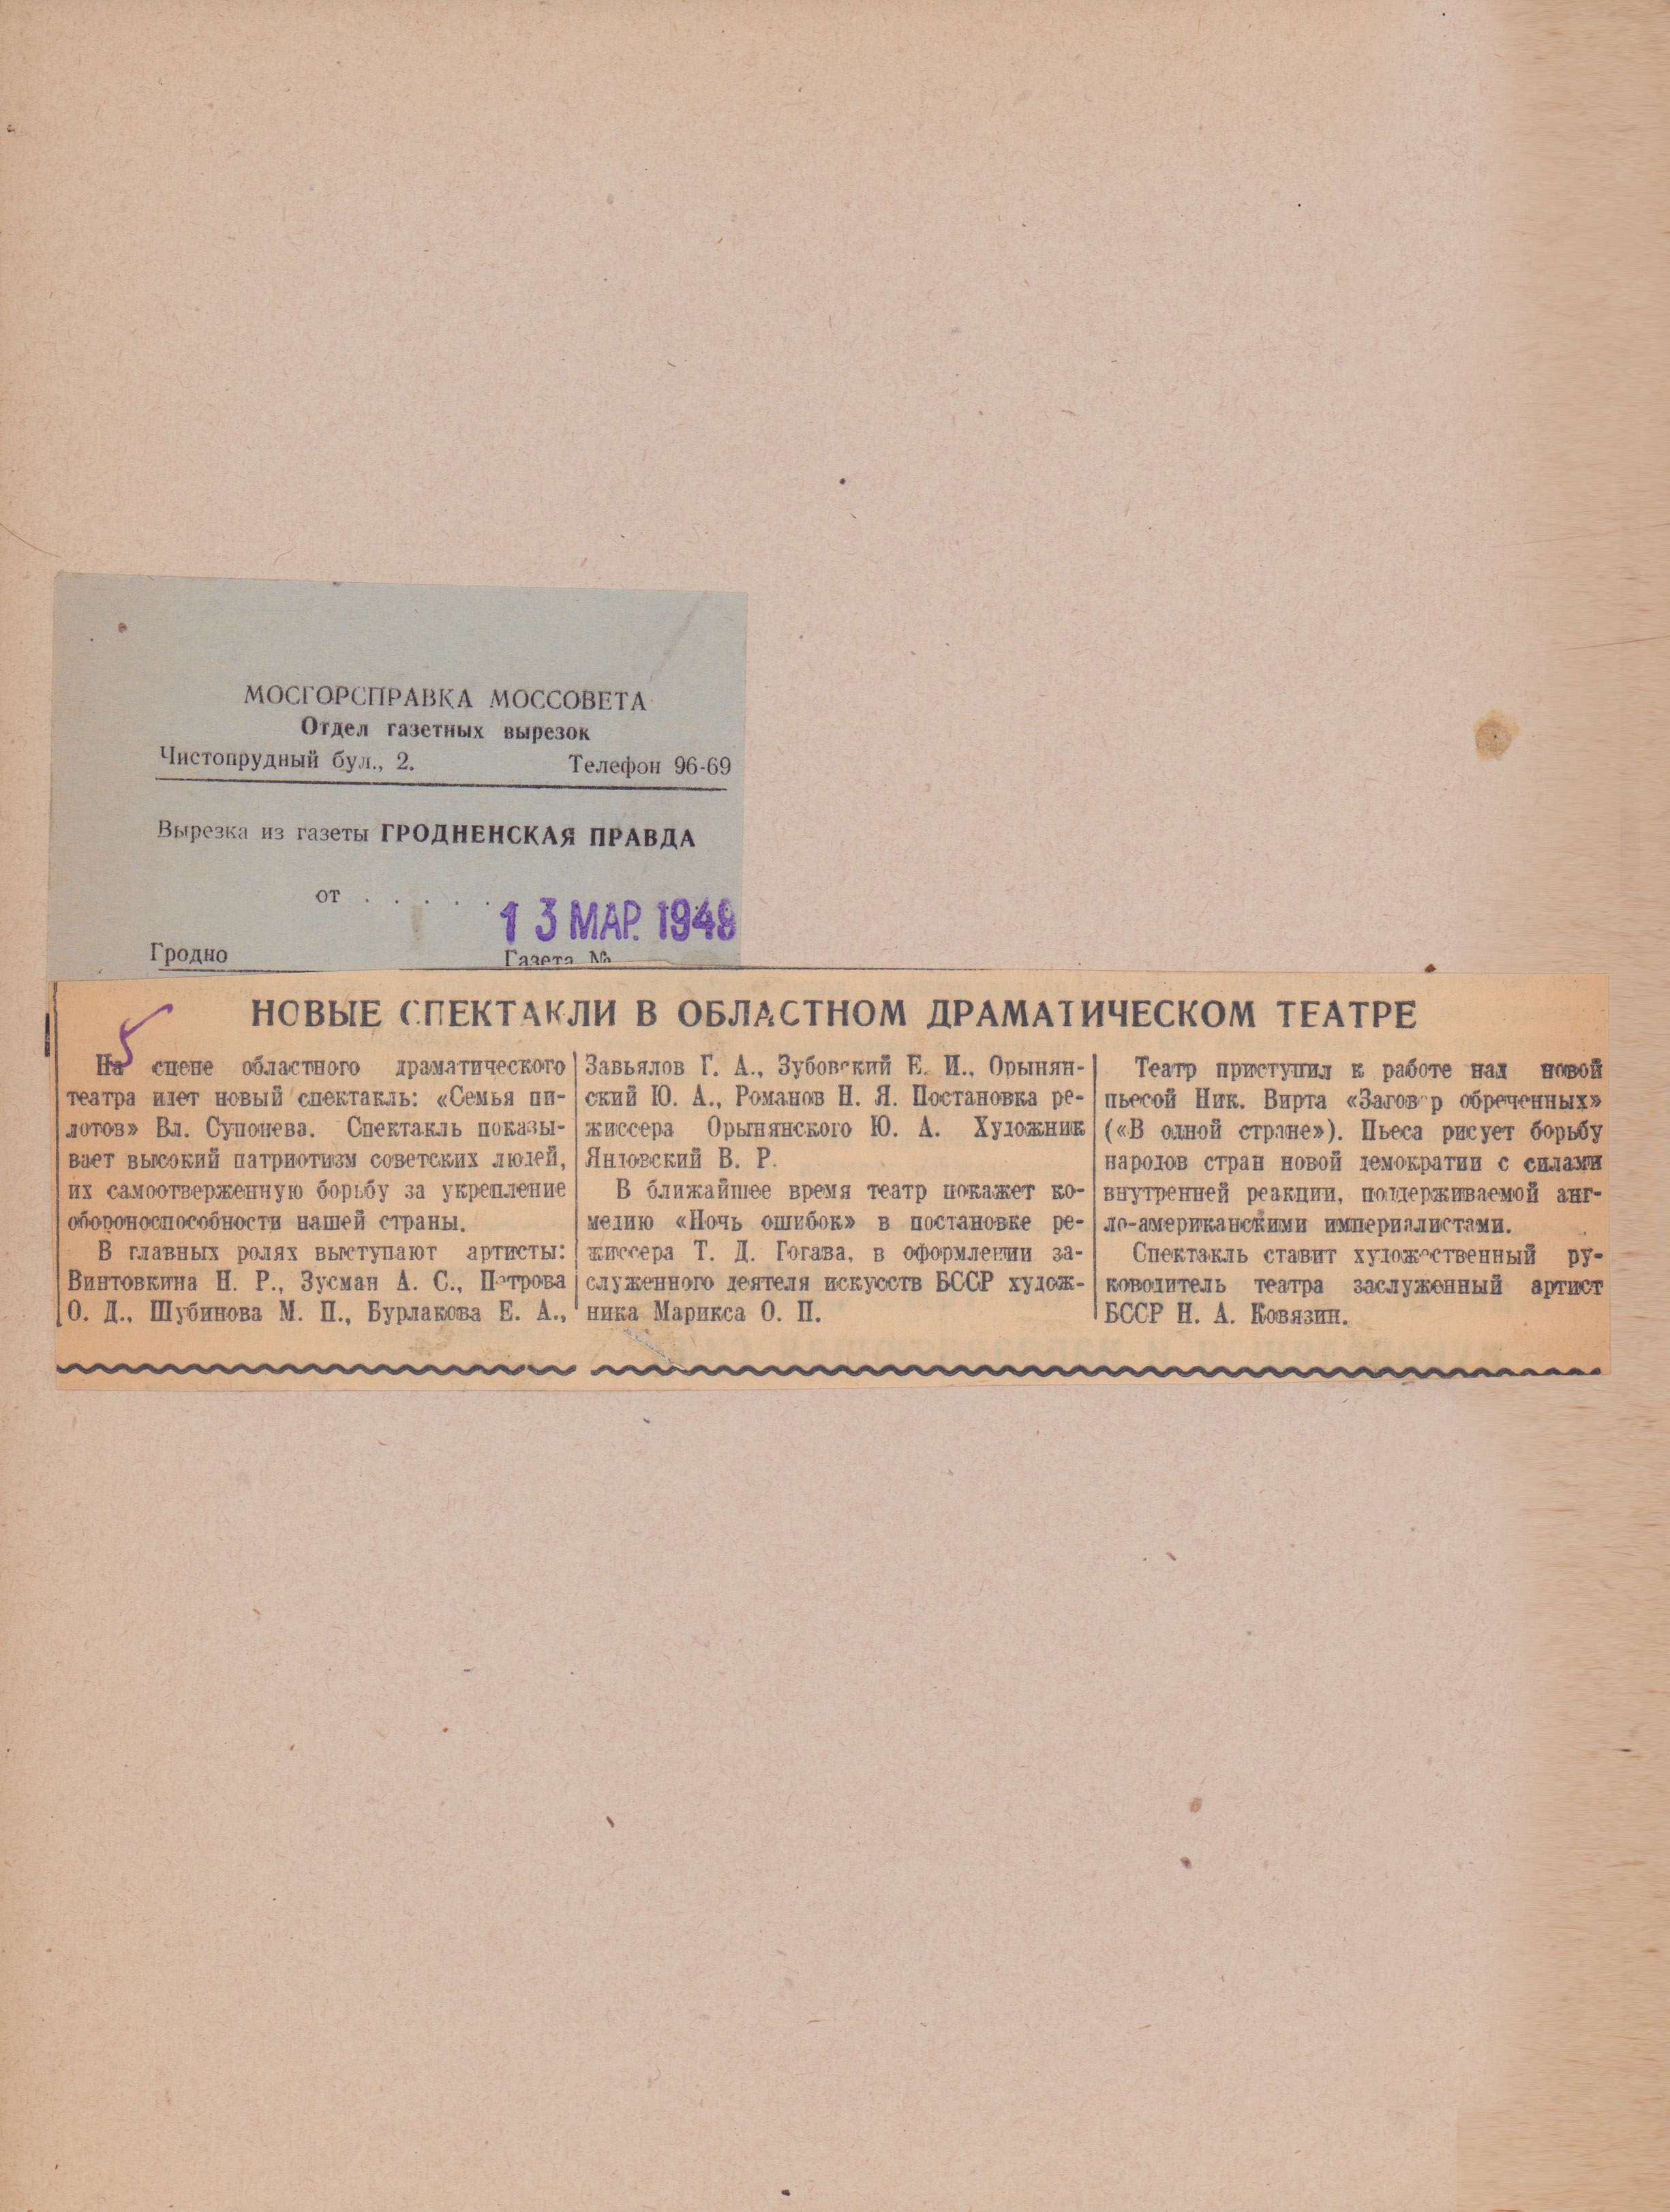 МОСГОРСПРАВКА МОССОВЕТА
Отдел газетных вырезок
Чистопрудный бул., 2. Телефон 96-69
Вырезка из газеты ГРОДНЕНСКАЯ ПРАВДА
от . . . . .
13 МАР. 1949
Гродно Газета №
5
НОВЫЕ СПЕКТАКЛИ В ОБЛАСТНОМ ДРАМАТИЧЕСКОМ ТЕАТРЕ
На сцене областного драматического
театра идет новый спектакль: «Семья пи-
лотов» Вл. Супонева. Спектакль показы-
вает высокий патриотизм советских людей,
их самоотверженную борьбу за укрепление
обороноспособности нашей страны.
В главных ролях выступают артисты:
Винтовкина Н. Р., Зусман А. С., Петрова
О. Д., Шубинова М. П., Бурлакова Е. А.,
Завьялов Г. А., Зубовский Е. И., Орынян-
ский Ю. А., Романов Н. Я. Постановка ре-
жиссера Орынянского Ю. А. Художник
Яндовский В. Р.
В ближайшее время театр покажет ко-
медию «Ночь ошибок» в постановке ре-
жиссера Т. Д. Гогава, в оформлении за-
служенного деятеля искусств БССР худож-
ника Марикса О. П.
Театр приступил к работе над новой
пьесой Ник. Вирта «Заговор обреченных»
(«В одной стране»). Пьеса рисует борьбу
народов стран новой демократии с силами
внутренней реакции, поддерживаемой анг-
ло-американскими империалистами.
Спектакль ставит художественный ру-
ководитель театра заслуженный артист
БССР Н. А. Ковязин.